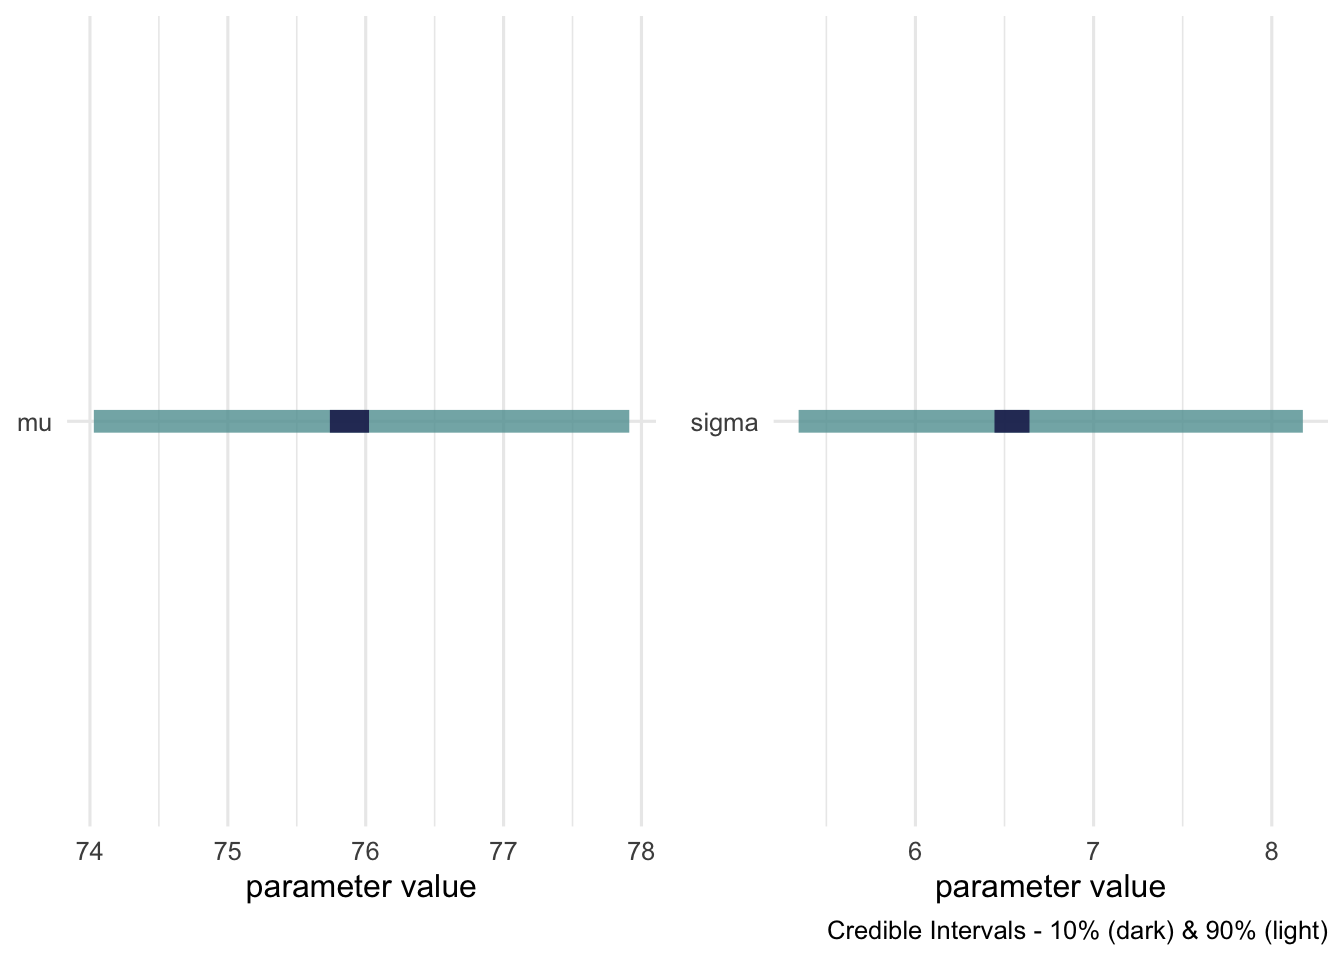 mu
74 75 76 77 78
parameter value
sigma
6 7 8
parameter value
Credible Intervals - 10% (dark) & 90% (light)